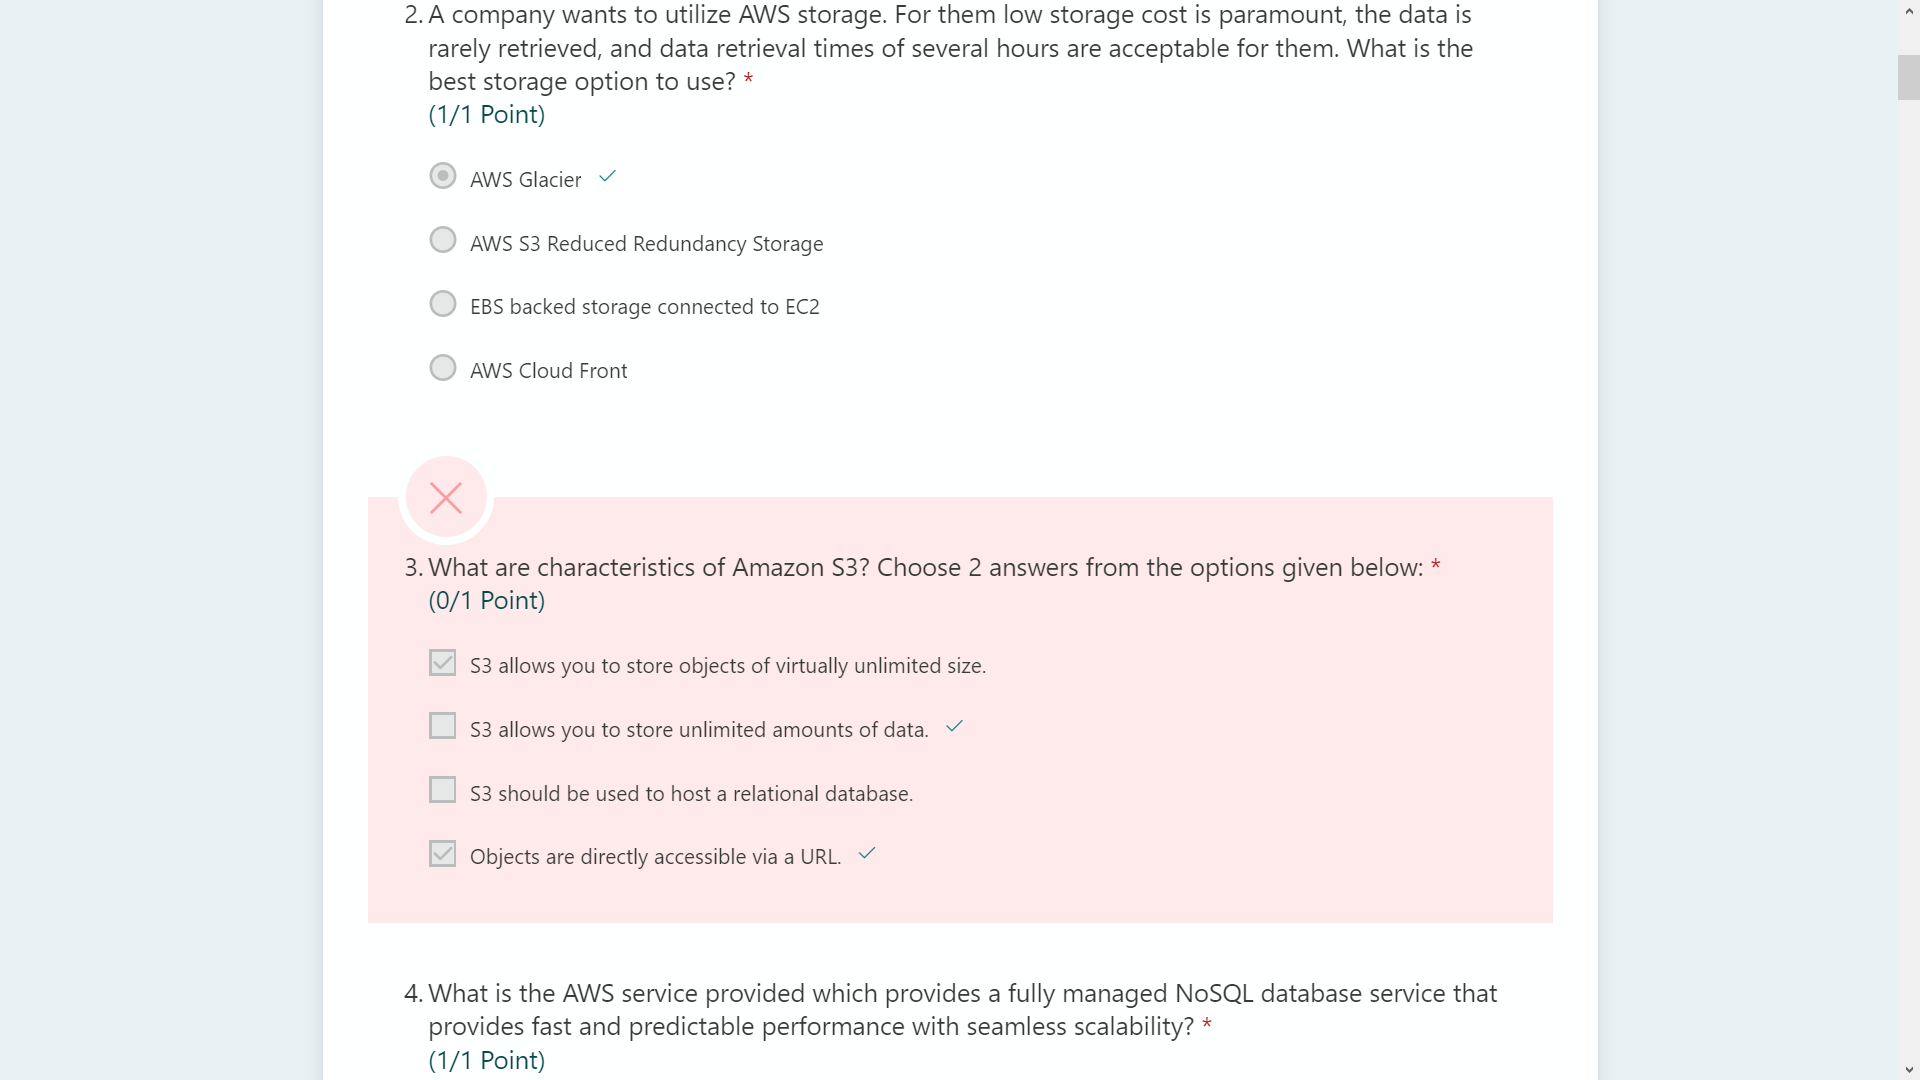 2. A company wants to utilize AWS storage. For them low storage cost is paramount, the data is
rarely retrieved, and data retrieval times of several hours are acceptable for them. What is the
best storage option to use? *
(1/1 Point)
AWS Glacier
AWS S3 Reduced Redundancy Storage
EBS backed storage connected to EC2
AWS Cloud Front
3. What are characteristics of Amazon S3? Choose 2 answers from the options given below: *
(0/1 Point)
S3 allows you to store objects of virtually unlimited size.
S3 allows you to store unlimited amounts of data.
S3 should be used to host a relational database.
Objects are directly accessible via a URL.
4. What is the AWS service provided which provides a fully managed NoSQL database service that
provides fast and predictable performance with seamless scalability? *
(1/1 Point)